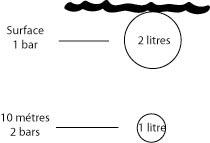 Surface
1 bar
2 litres
10 métres
2 bars
1 litre